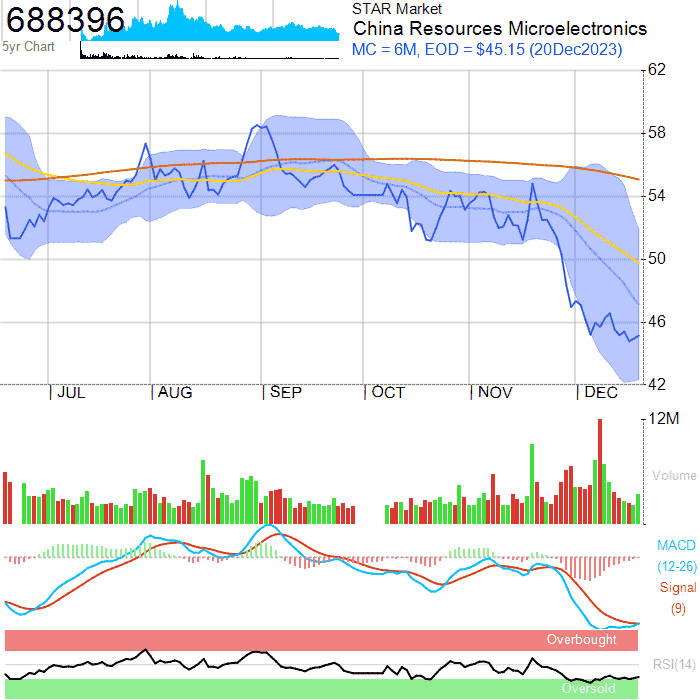 688396
5yr Chart
STAR Market
China Resources Microelectronics
MC = 6M, EOD = $45.15 (20Dec2023)
62
58
54
50
46
42
JUL
AUG
SEP
OCT
NOV
DEC
12M
Volume
MACD
(12-26)
Signal
(9)
Overbought
RSI(14)
Oversold